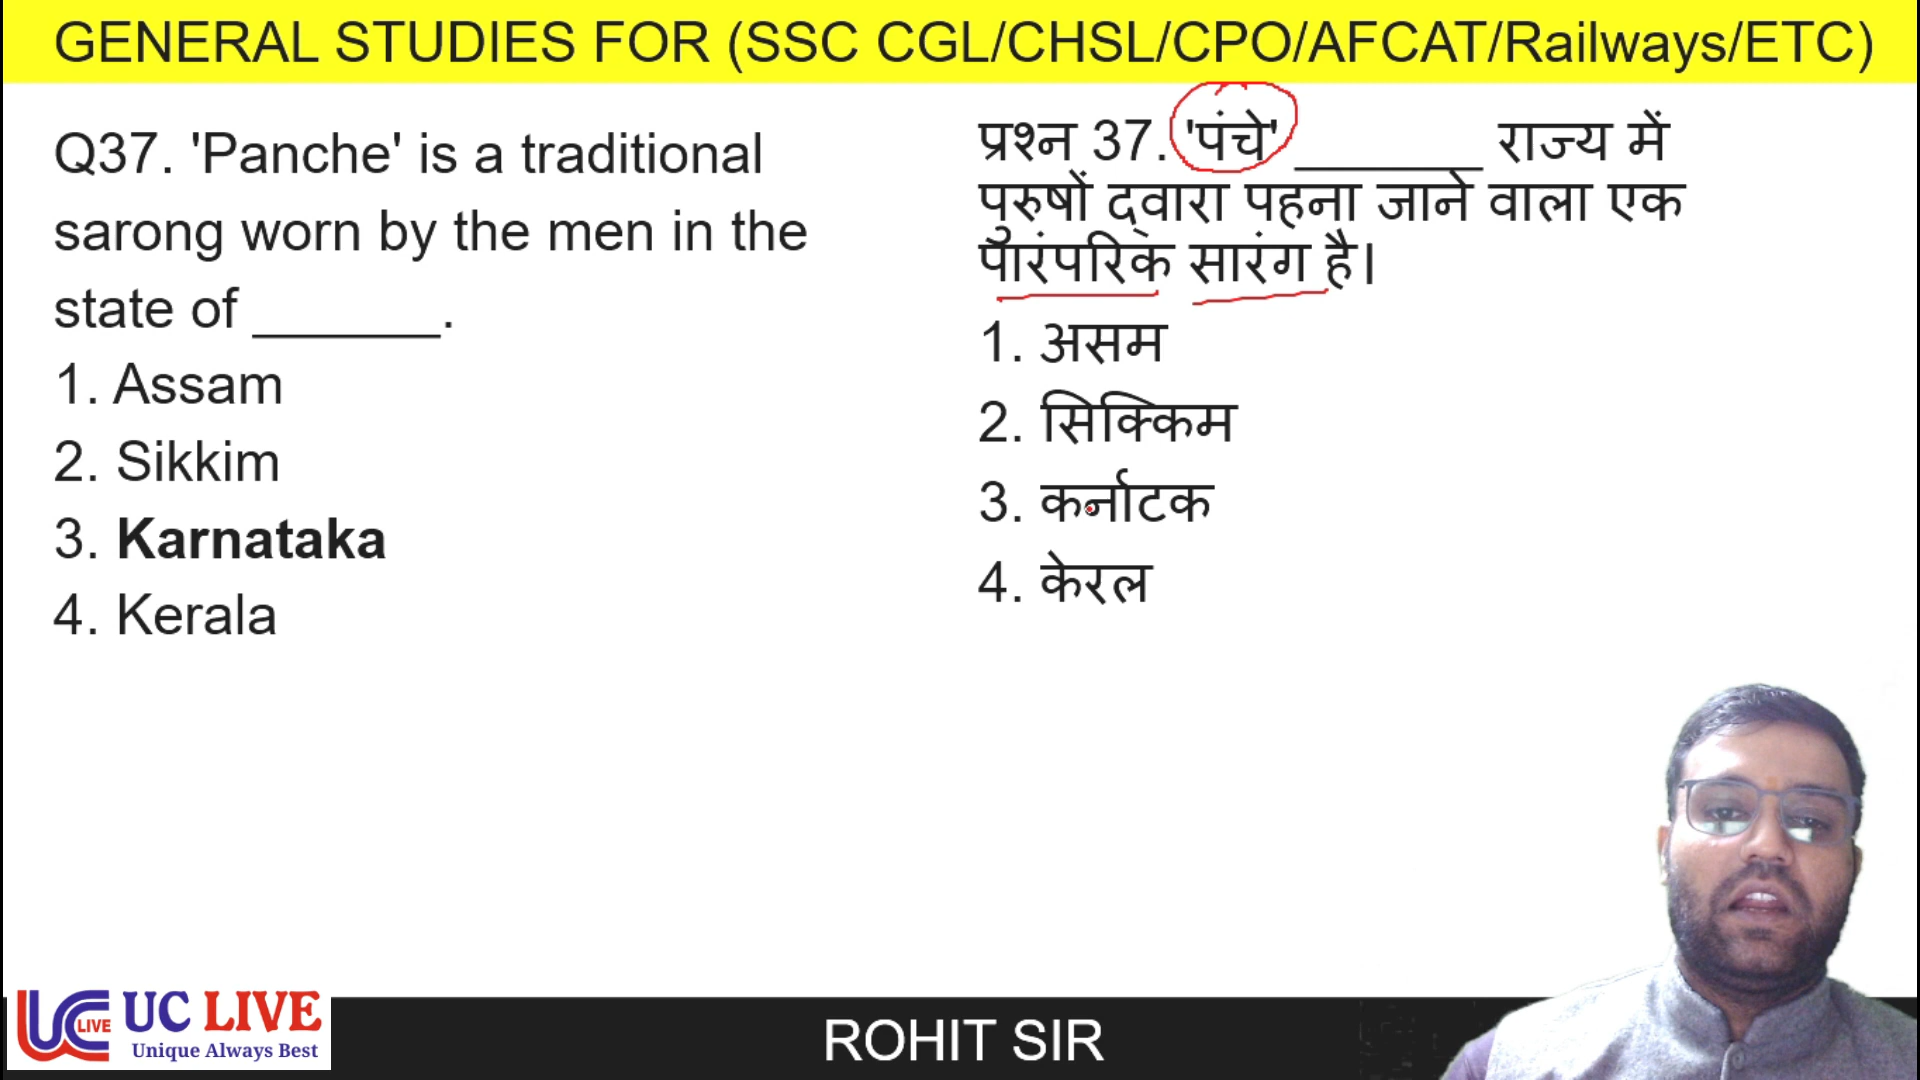 GENERAL STUDIES FOR (SSC CGL/CHSL/CPO/AFCAT/Railways/ETC)
Q37. 'Panche' is a traditional
sarong worn by the men in the
state of ______.
1. Assam
2. Sikkim
3. Karnataka
4. Kerala
प्रश्न 37. 'पंचे' ______ राज्य में
पुरुषों द्वारा पहना जाने वाला एक
पारंपरिक सारंग है।
1. असम
2. सिक्किम
3. कर्नाटक
4. केरल
LIVE
UC LIVE
Unique Always Best
ROHIT SIR